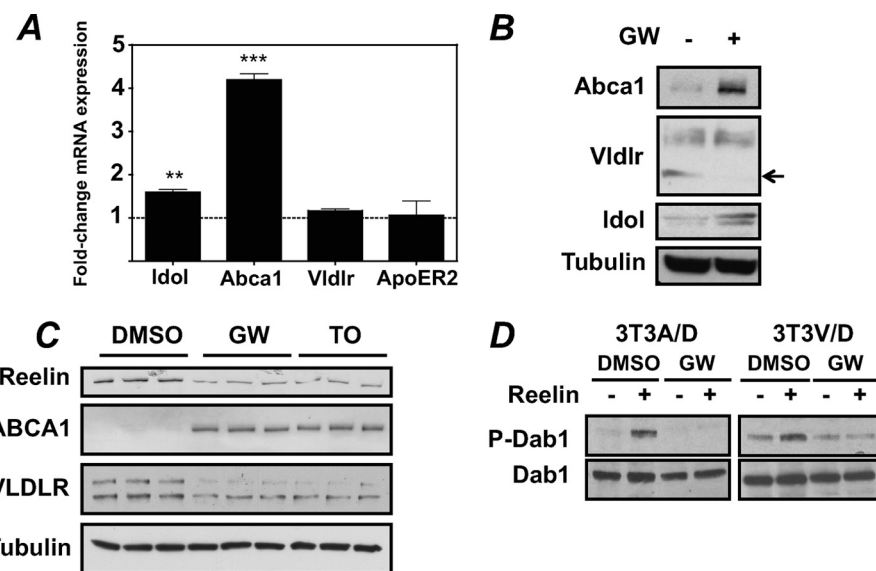 A
Fold-change mRNA expression
5
4
3
2
1
**
***
Idol Abca1 Vldlr ApoER2
B
GW - +
Abca1
Vldlr
Idol
Tubulin
C
DMSO GW TO
Reelin
ABCA1
VLDLR
Tubulin
D
3T3A/D 3T3V/D
DMSO GW DMSO GW
Reelin - + - + - + - +
P-Dab1
Dab1